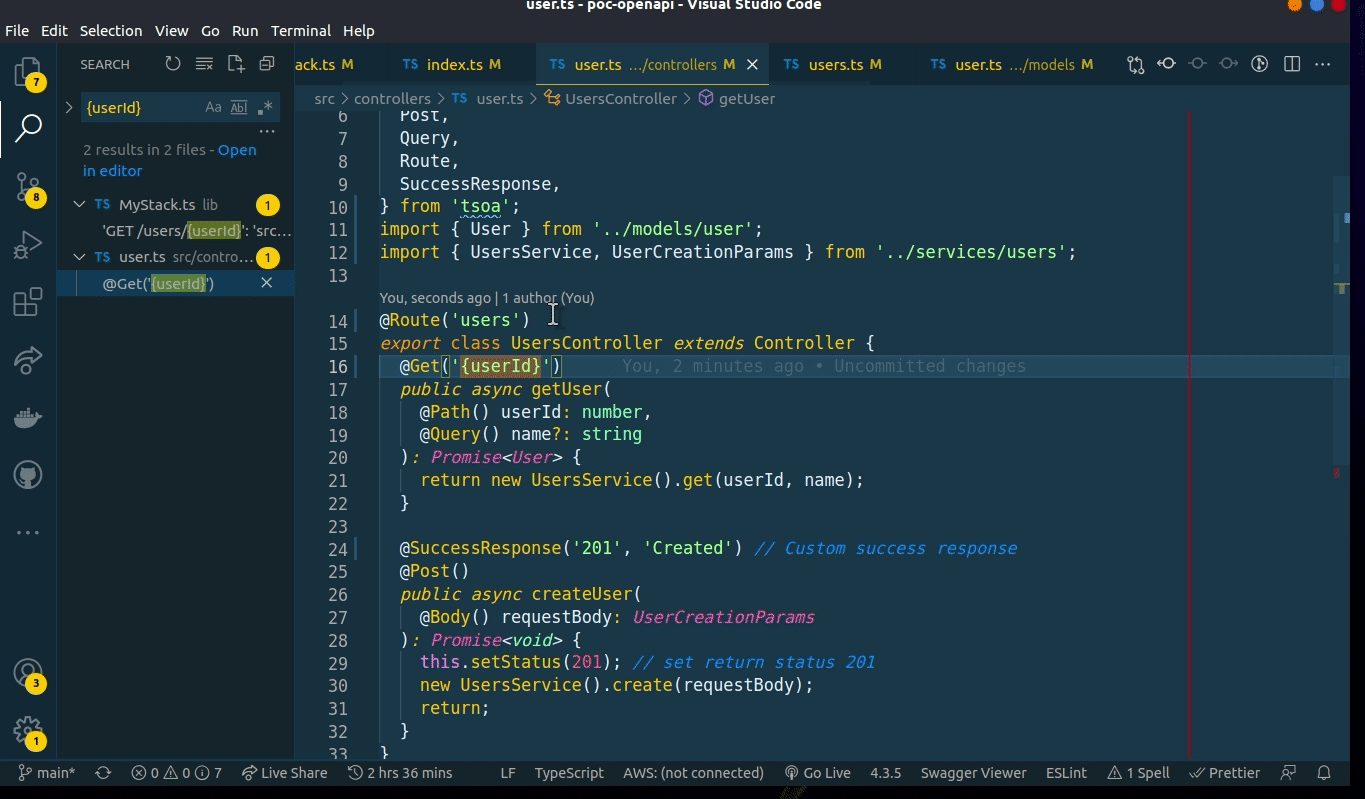 user.ts - poc-openapi - Visual Studio Code
File Edit Selection View Go Run Terminal Help
7
8
3
1
SEARCH
{userId}
Aa Abl .*
2 results in 2 files - Open
in editor
TS MyStack.ts lib 1
'GET /users/{userId}': 'src...
TS user.ts src/contro... 1
@Get('{userId}')
ack.ts M TS index.ts M TS user.ts .../controllers M TS users.ts M TS user.ts .../models M
src > controllers > TS user.ts > UsersController > getUser
6 Post,
7 Query,
8 Route,
9 SuccessResponse,
10 } from 'tsoa';
11 import { User } from '../models/user';
12 import { UsersService, UserCreationParams } from '../services/users';
13
You, seconds ago | 1 author (You)
14 @Route('users')
15 export class UsersController extends Controller {
16 @Get('{userId}') You, 2 minutes ago • Uncommitted changes
17 public async getUser(
18 @Path() userId: number,
19 @Query() name?: string
20 ): Promise<User> {
21 return new UsersService().get(userId, name);
22 }
23
24 @SuccessResponse('201', 'Created') // Custom success response
25 @Post()
26 public async createUser(
27 @Body() requestBody: UserCreationParams
28 ): Promise<void> {
29 this.setStatus(201); // set return status 201
30 new UsersService().create(requestBody);
31 return;
32 }
33 }
main* 0 0 7 Live Share 2 hrs 36 mins LF TypeScript AWS: (not connected) Go Live 4.3.5 Swagger Viewer ESLint 1 Spell Prettier